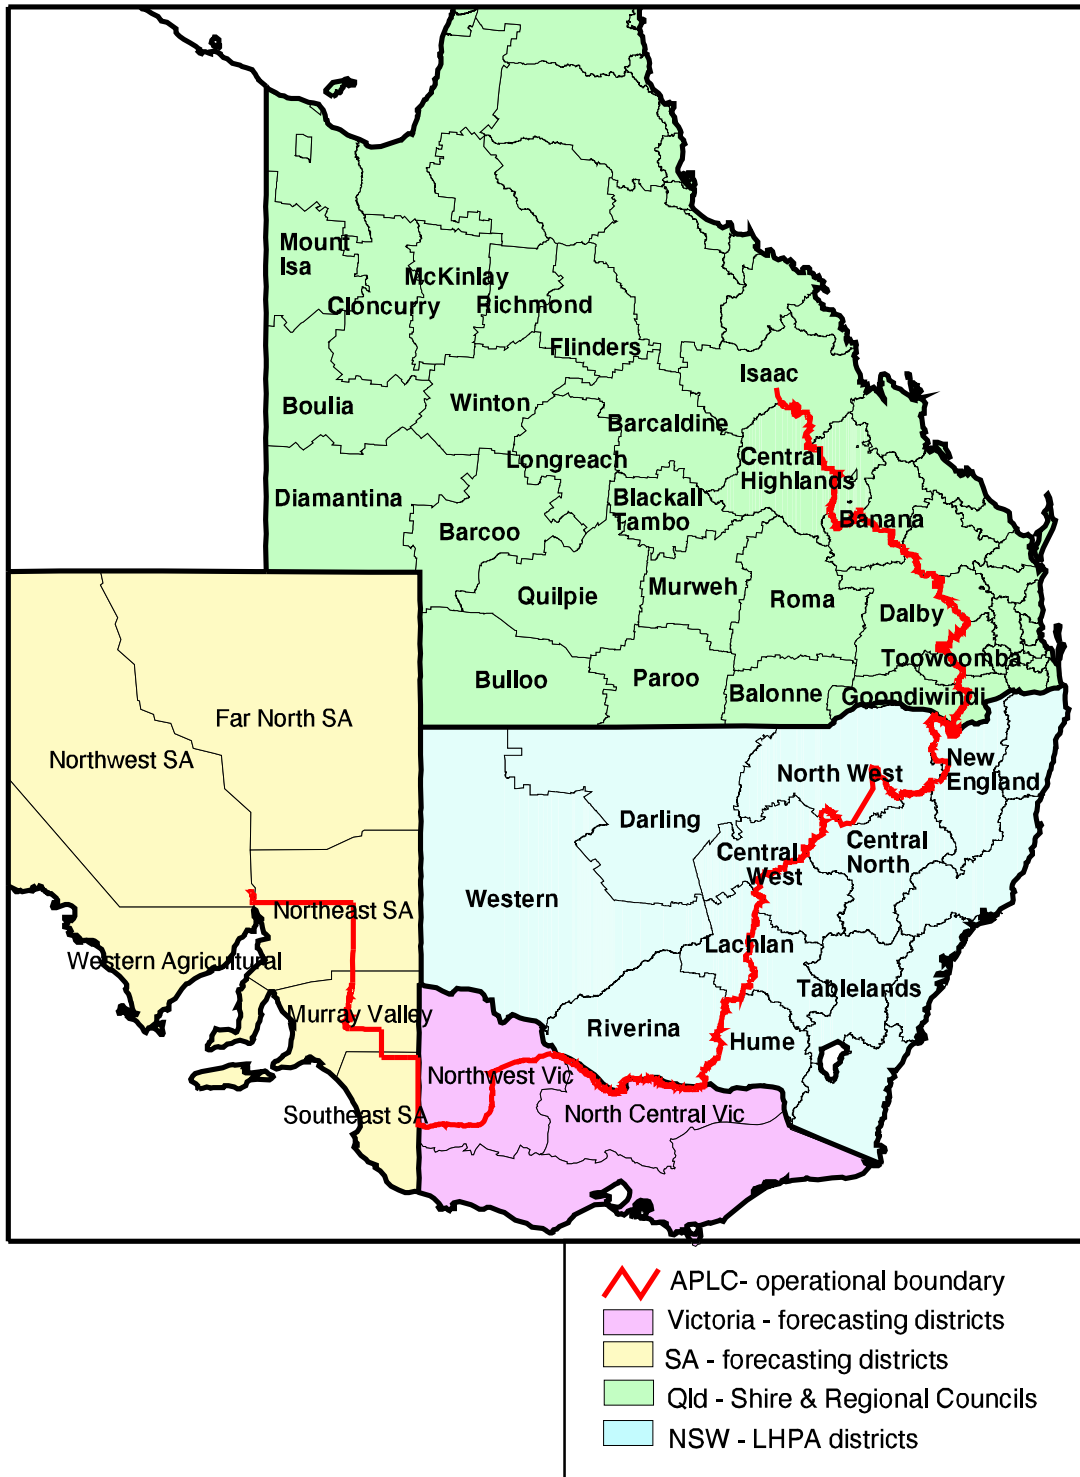 Mount
Isa
McKinlay
Cloncurry
Richmond
Flinders
Isaac
Boulia
Winton
Barcaldine
Longreach
Central
Highlands
Diamantina
Blackall
Tambo
Barcoo
Banana
Quilpie
Murweh
Roma
Dalby
Toowoomba
Bulloo
Paroo
Balonne
Goondiwindi
Far North SA
Northwest SA
North West
New
England
Darling
Central
North
Central
West
Western
Northeast SA
Lachlan
Western Agricultural
Tablelands
Murray Valley
Riverina
Hume
Northwest Vic
Southeast SA
North Central Vic
APLC- operational boundary
Victoria - forecasting districts
SA - forecasting districts
Qld - Shire & Regional Councils
NSW - LHPA districts